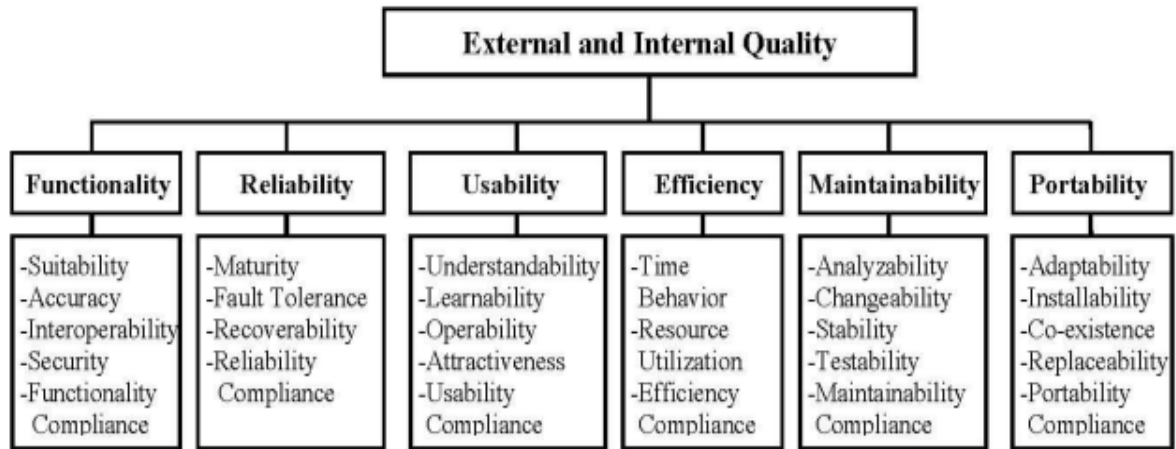 External and Internal Quality
Functionality
Reliability
Usability
Efficiency
Maintainability
Portability
-Suitability
-Accuracy
-Interoperability
-Security
-Functionality
Compliance
-Maturity
-Fault Tolerance
-Recoverability
-Reliability
Compliance
-Understandability
-Learnability
-Operability
-Attractiveness
-Usability
Compliance
-Time
Behavior
-Resource
Utilization
-Efficiency
Compliance
-Analyzability
-Changeability
-Stability
-Testability
-Maintainability
Compliance
-Adaptability
-Installability
-Co-existence
-Replaceability
-Portability
Compliance